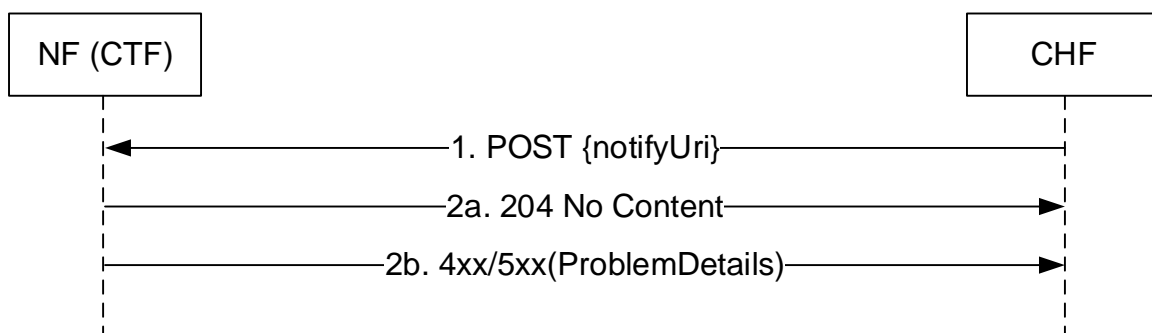 NF (CTF)
CHF
1. POST {notifyUri}
2a. 204 No Content
2b. 4xx/5xx(ProblemDetails)